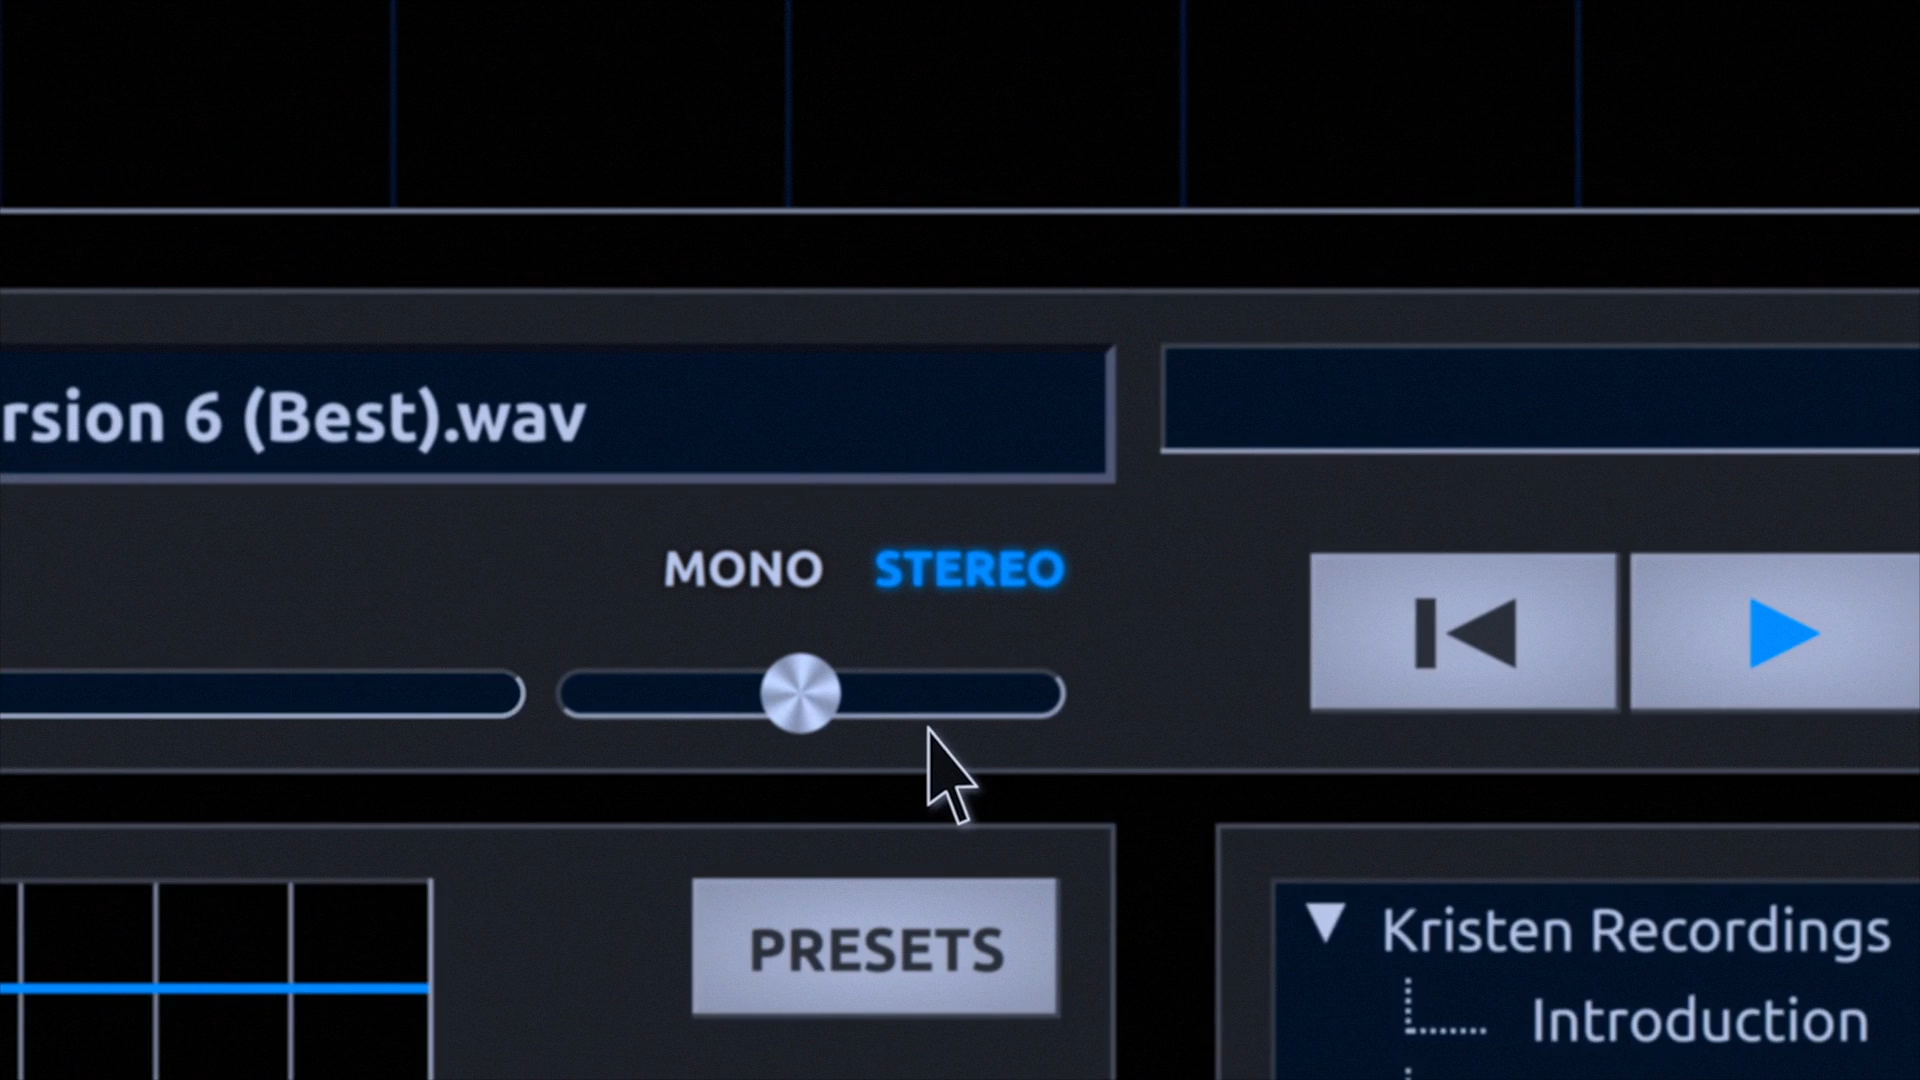 rsion 6 (Best).wav
MONO STEREO
PRESETS
Kristen Recordings
Introduction